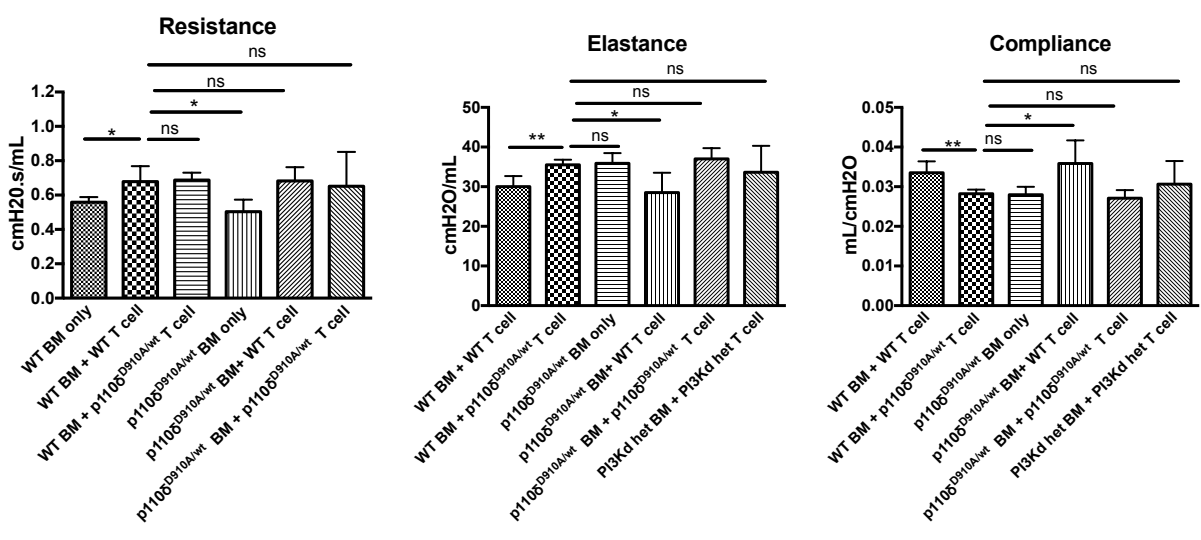 Resistance
ns
ns
*
* ns
cmH20.s/mL
1.2
1.0
0.8
0.6
0.4
0.2
0.0
WT BM only
WT BM + WT T cell
WT BM + p110δD910A/wt T cell
p110δD910A/wt BM only
p110δD910A/wt BM+ WT T cell
p110δD910A/wt BM + p110δD910A/wt T cell
Elastance
ns
ns
*
** ns
cmH2O/mL
50
40
30
20
10
0
WT BM + WT T cell
WT BM + p110δD910A/wt T cell
p110δD910A/wt BM only
p110δD910A/wt BM+ WT T cell
p110δD910A/wt BM + p110δD910A/wt T cell
PI3Kd het BM + PI3Kd het T cell
Compliance
ns
ns
*
** ns
mL/cmH2O
0.05
0.04
0.03
0.02
0.01
0.00
WT BM + WT T cell
WT BM + p110δD910A/wt T cell
p110δD910A/wt BM only
p110δD910A/wt BM+ WT T cell
p110δD910A/wt BM + p110δD910A/wt T cell
PI3Kd het BM + PI3Kd het T cell